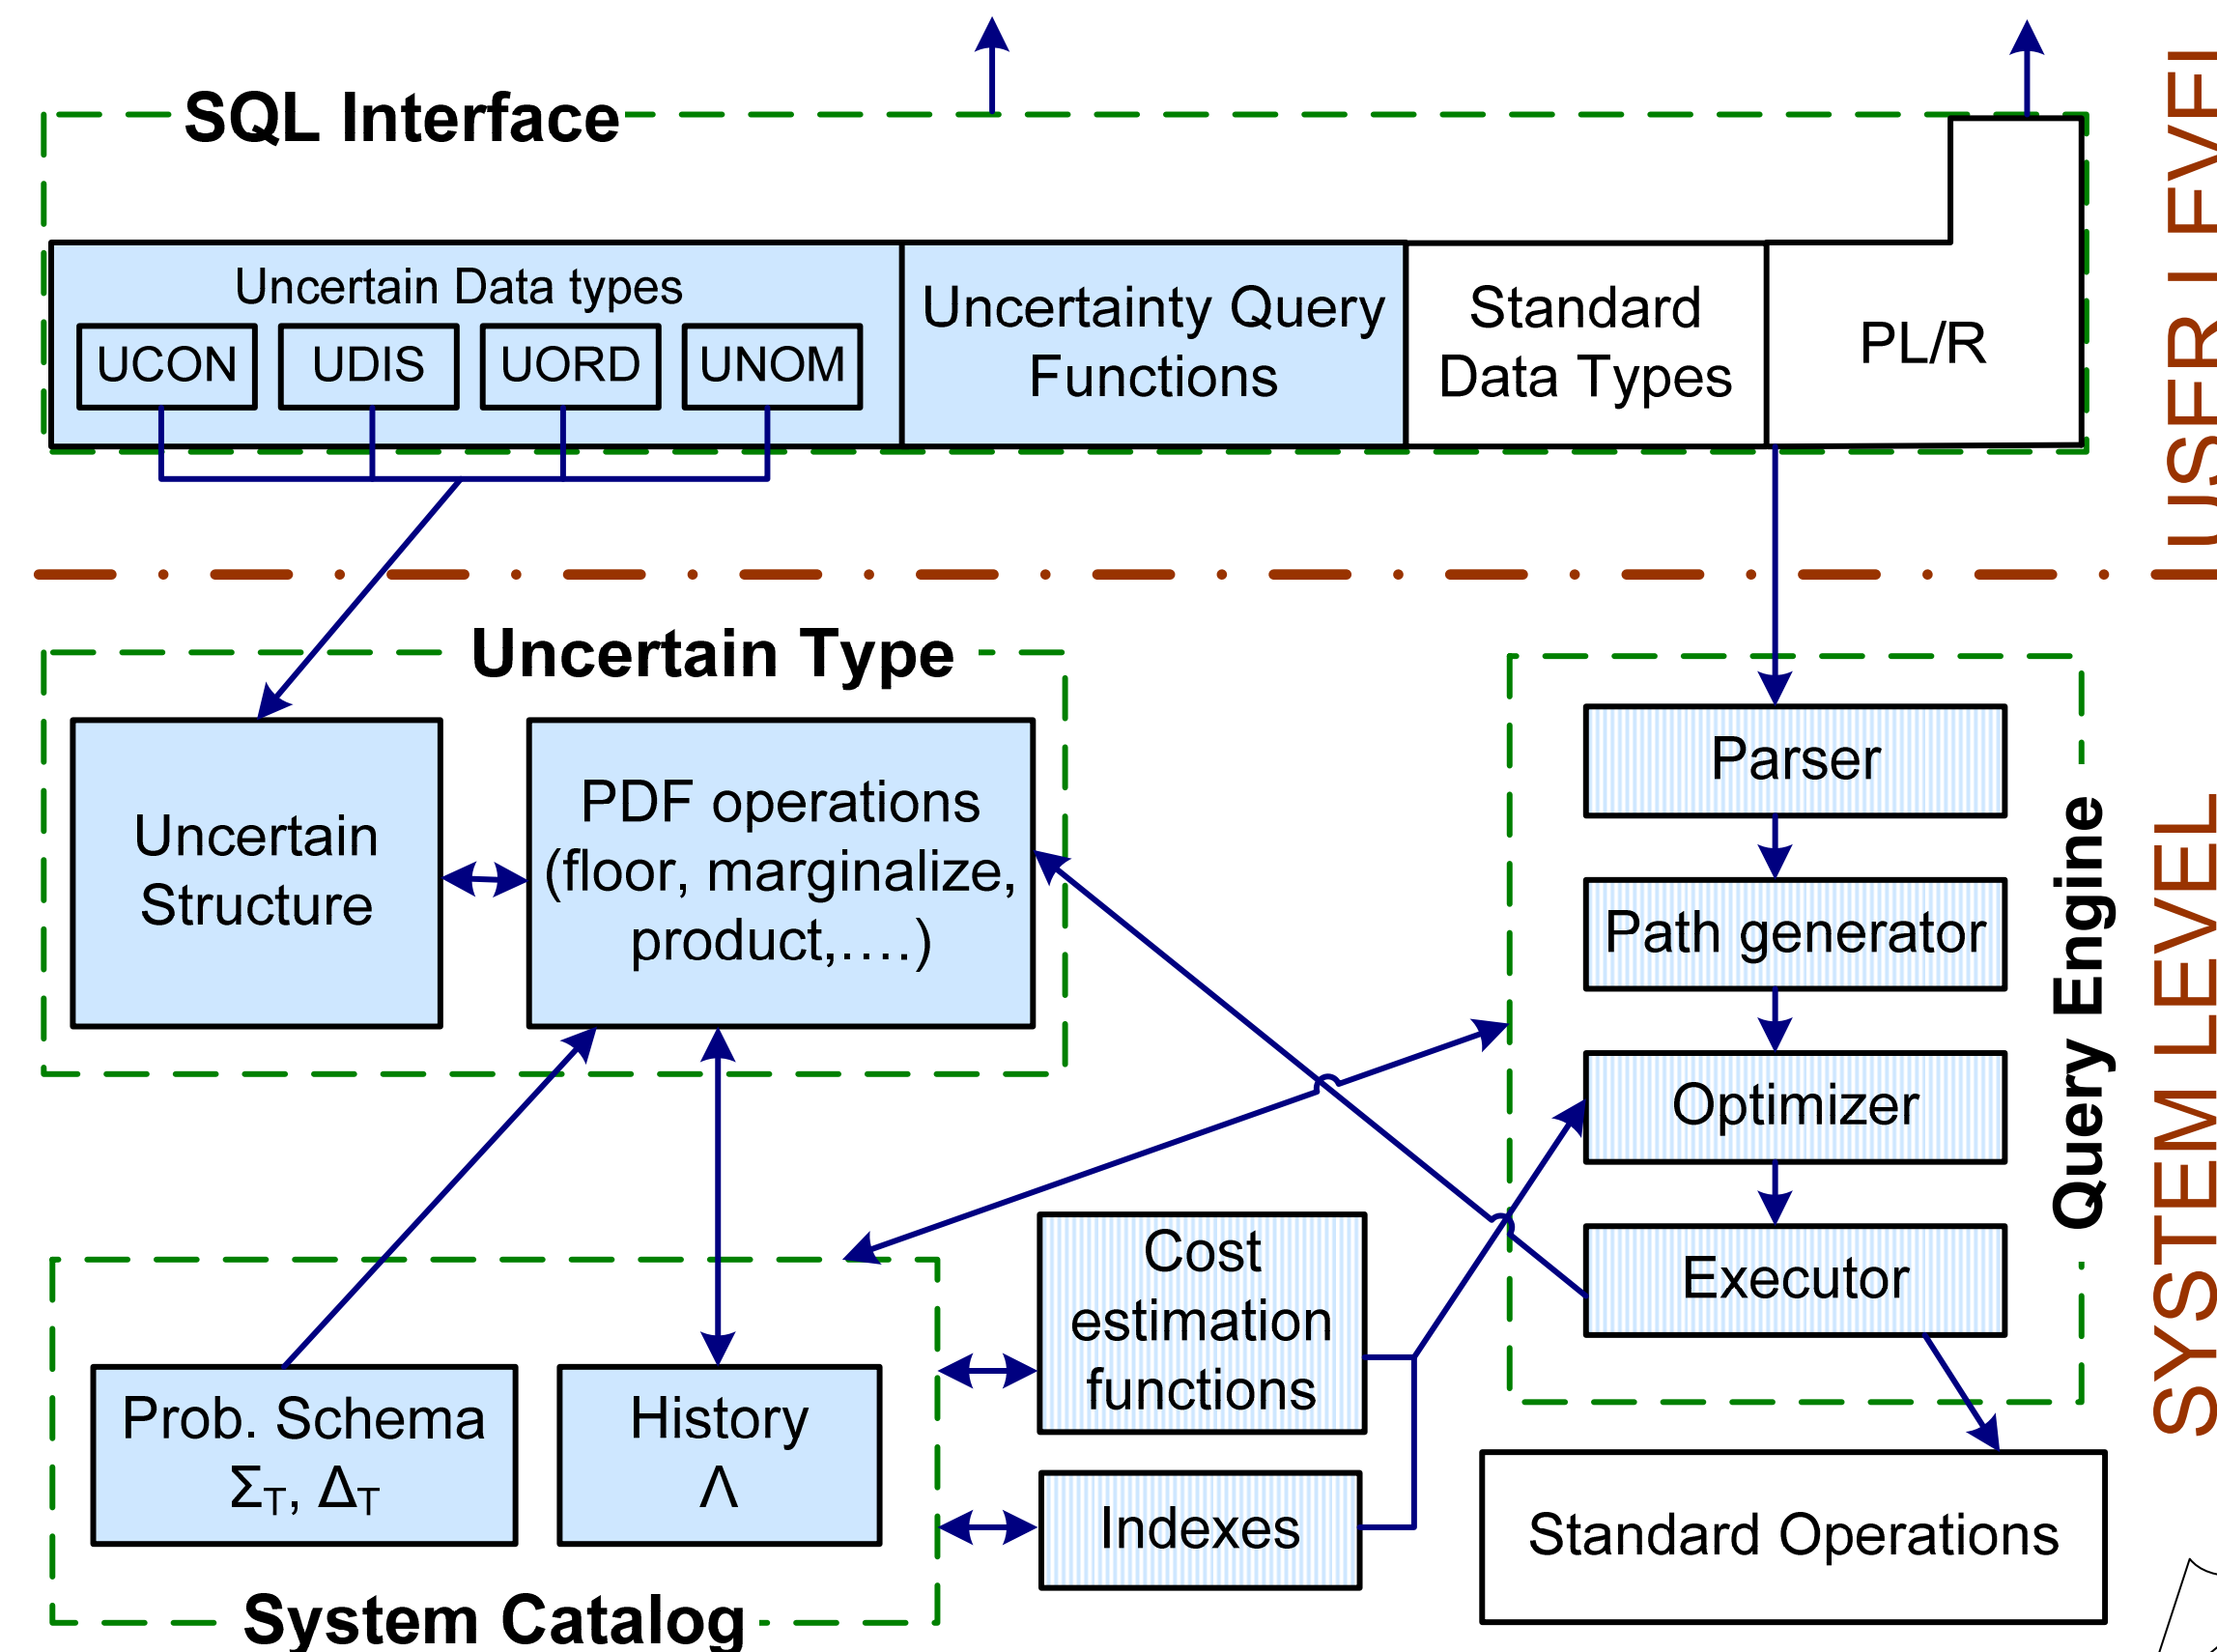 SQL Interface
Uncertain Data types
UCON
UDIS
UORD
UNOM
Uncertainty Query
Functions
Standard
Data Types
PL/R
USER LEVEL
Uncertain Type
Uncertain
Structure
PDF operations
(floor, marginalize,
product,....)
Parser
Path generator
Optimizer
Executor
Query Engine
SYSTEM LEVEL
Cost
estimation
functions
Indexes
Prob. Schema
Σ_T, Δ_T
History
Λ
System Catalog
Standard Operations